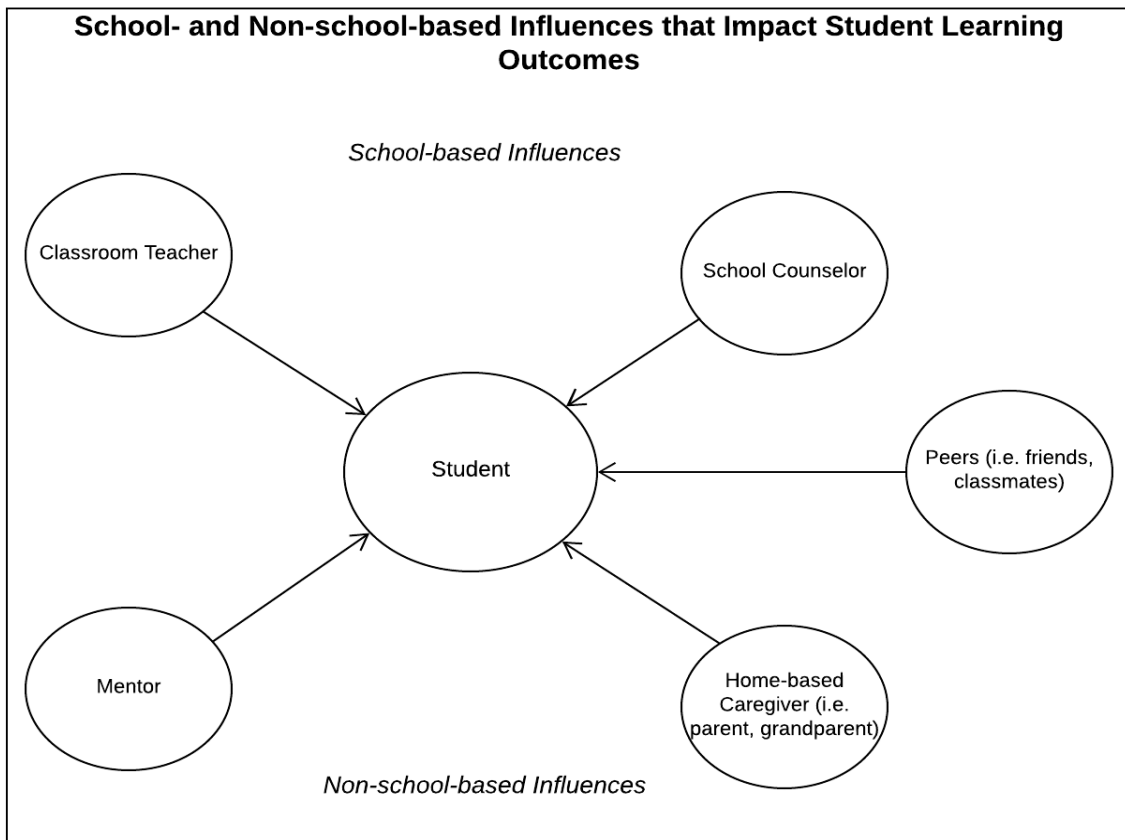 School- and Non-school-based Influences that Impact Student Learning
Outcomes
School-based Influences
Classroom Teacher
School Counselor
Student
Peers (i.e. friends,
classmates)
Mentor
Home-based
Caregiver (i.e.
parent, grandparent)
Non-school-based Influences